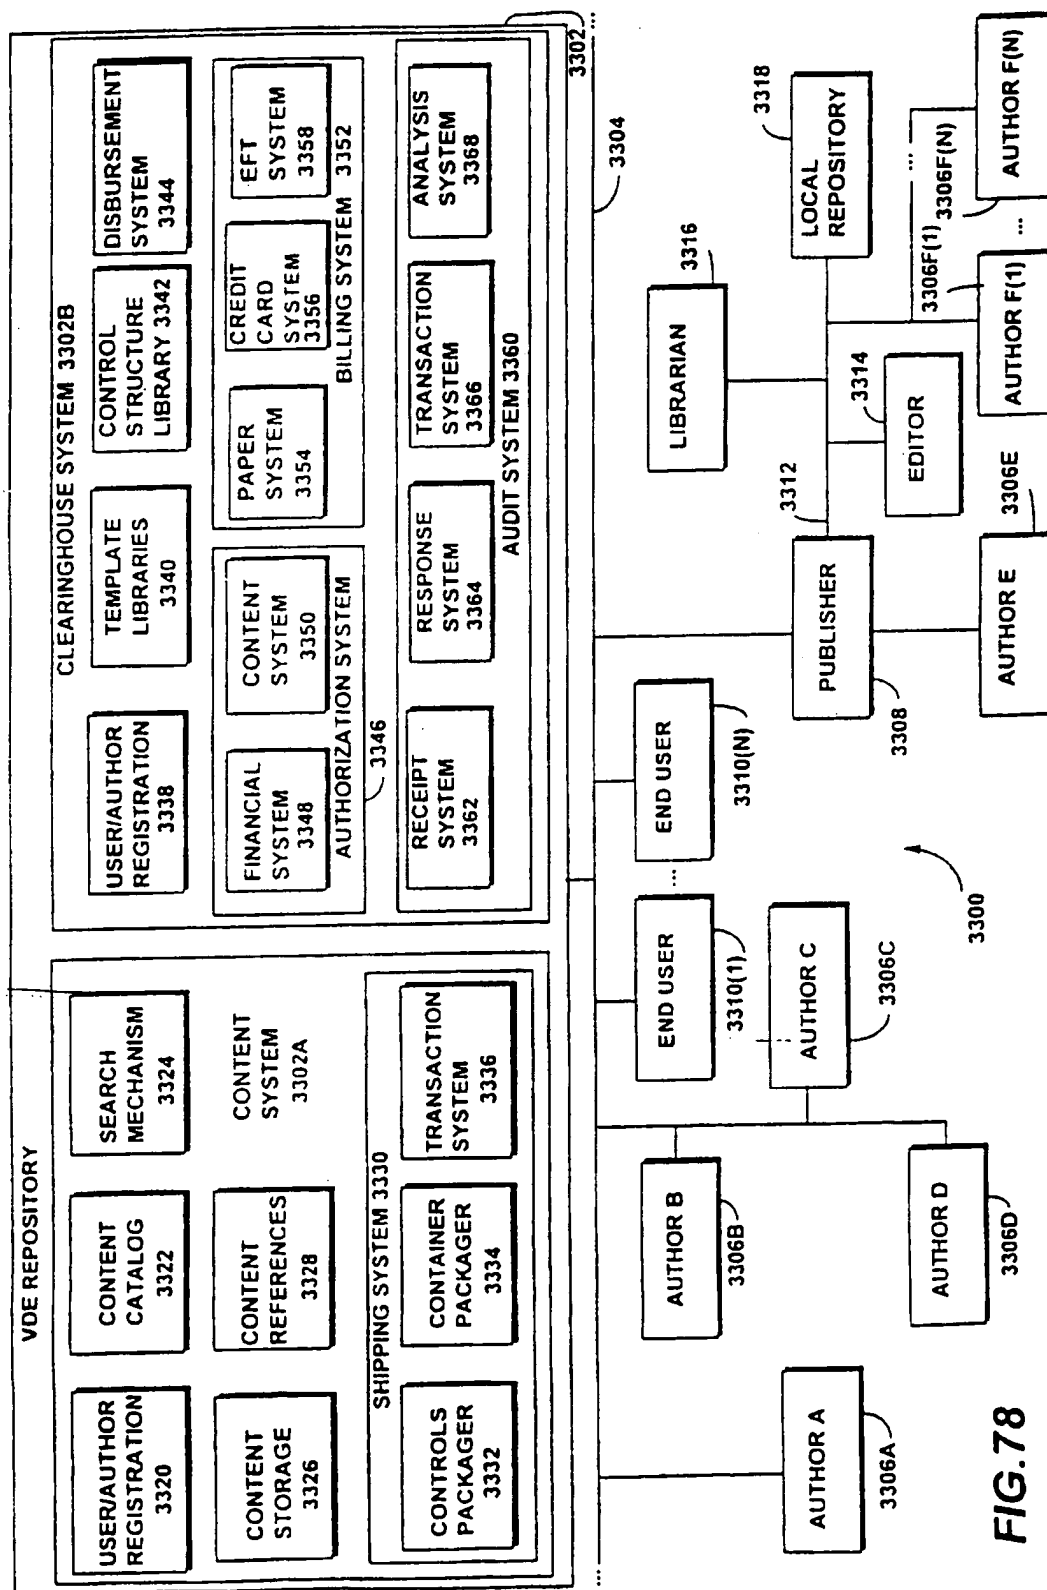 VDE REPOSITORY
USER/AUTHOR
REGISTRATION
3320
CONTENT
CATALOG
3322
SEARCH
MECHANISM
3324
CONTENT
STORAGE
3326
CONTENT
REFERENCES
3328
CONTENT
SYSTEM
3302A
SHIPPING SYSTEM 3330
CONTROLS
PACKAGER
3332
CONTAINER
PACKAGER
3334
TRANSACTION
SYSTEM
3336
CLEARINGHOUSE SYSTEM 3302B
USER/AUTHOR
REGISTRATION
3338
TEMPLATE
LIBRARIES
3340
CONTROL
STRUCTURE
LIBRARY 3342
DISBURSEMENT
SYSTEM
3344
FINANCIAL
SYSTEM
3348
CONTENT
SYSTEM
3350
AUTHORIZATION SYSTEM
3346
PAPER
SYSTEM
3354
CREDIT
CARD
SYSTEM
3356
EFT
SYSTEM
3358
BILLING SYSTEM 3352
RECEIPT
SYSTEM
3362
RESPONSE
SYSTEM
3364
TRANSACTION
SYSTEM
3366
ANALYSIS
SYSTEM
3368
AUDIT SYSTEM 3360
3302
...
...
3304
AUTHOR A
3306A
AUTHOR B
3306B
AUTHOR C
3306C
AUTHOR D
3306D
END USER
3310(1)
...
END USER
3310(N)
3300
PUBLISHER
3308
3312
LIBRARIAN
3316
LOCAL
REPOSITORY
3318
EDITOR
3314
AUTHOR E
3306E
AUTHOR F(1)
3306F(1)
...
...
AUTHOR F(N)
3306F(N)
FIG.78